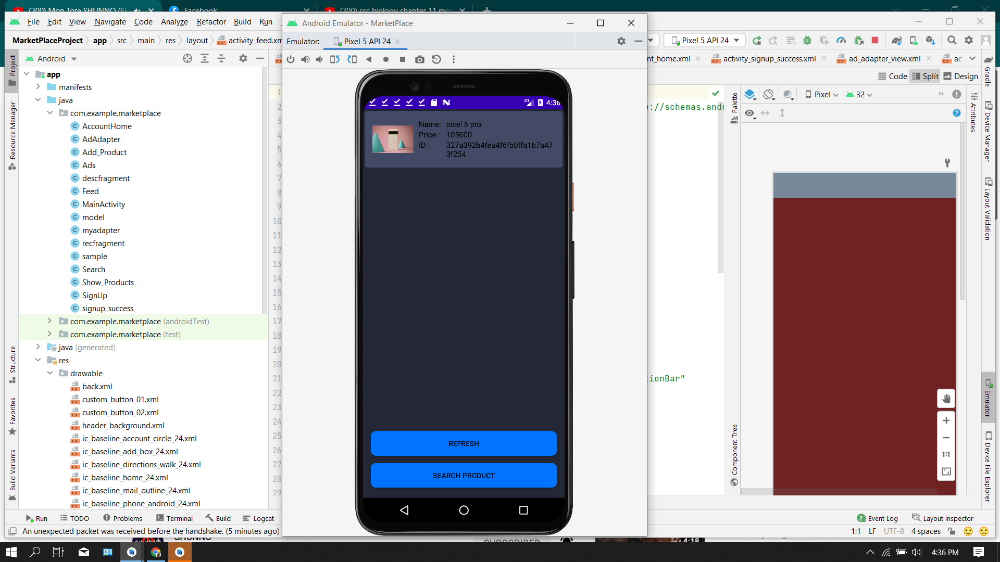 (200) Mon Tore SHUNNO (SH
Facebook
(200) ssc biology chapter 11 mcq
File Edit View Navigate Code Analyze Refactor Build Run
Android Emulator - MarketPlace
MarketPlaceProject app src main res layout activity_feed.xm
Emulator: Pixel 5 API 24
Pixel 5 API 24
Android
nt_home.xml activity_signup_success.xml ad_adapter_view.xml ac
Code Split Design
Project
Resource Manager
Structure
Favorites
Build Variants
app
manifests
java
com.example.marketplace
AccountHome
AdAdapter
Add_Product
Ads
descfragment
Feed
MainActivity
model
myadapter
recfragment
sample
Search
Show_Products
SignUp
signup_success
com.example.marketplace (androidTest)
com.example.marketplace (test)
java (generated)
res
drawable
back.xml
custom_button_01.xml
custom_button_02.xml
header_background.xml
ic_baseline_account_circle_24.xml
ic_baseline_add_box_24.xml
ic_baseline_directions_walk_24.xml
ic_baseline_home_24.xml
ic_baseline_mail_outline_24.xml
ic_baseline_phone_android_24.xml
1
2
3
4
5
6
7
8
9
10
11
12
13
14
15
16
17
18
19
20
21
22
23
24
25
26
27
28
29
LTE 4:36
Name: pixel 6 pro
Price : 105000
ID : 327a392b4fea4f6fb0ffa1b7a47
3f254
REFRESH
SEARCH PRODUCT
://schemas.andr
tionBar"
Palette
Component Tree
Pixel 32
1:1
Attributes
Gradle
Device Manager
Layout Validation
Emulator
Device File Explorer
Run TODO Problems Terminal Build Logcat
2 Event Log Layout Inspector
An unexpected packet was received before the handshake. (5 minutes ago)
1:1 LF UTF-8 4 spaces
SHUNNO
SUBSCRIBED
4:18
4:36 PM